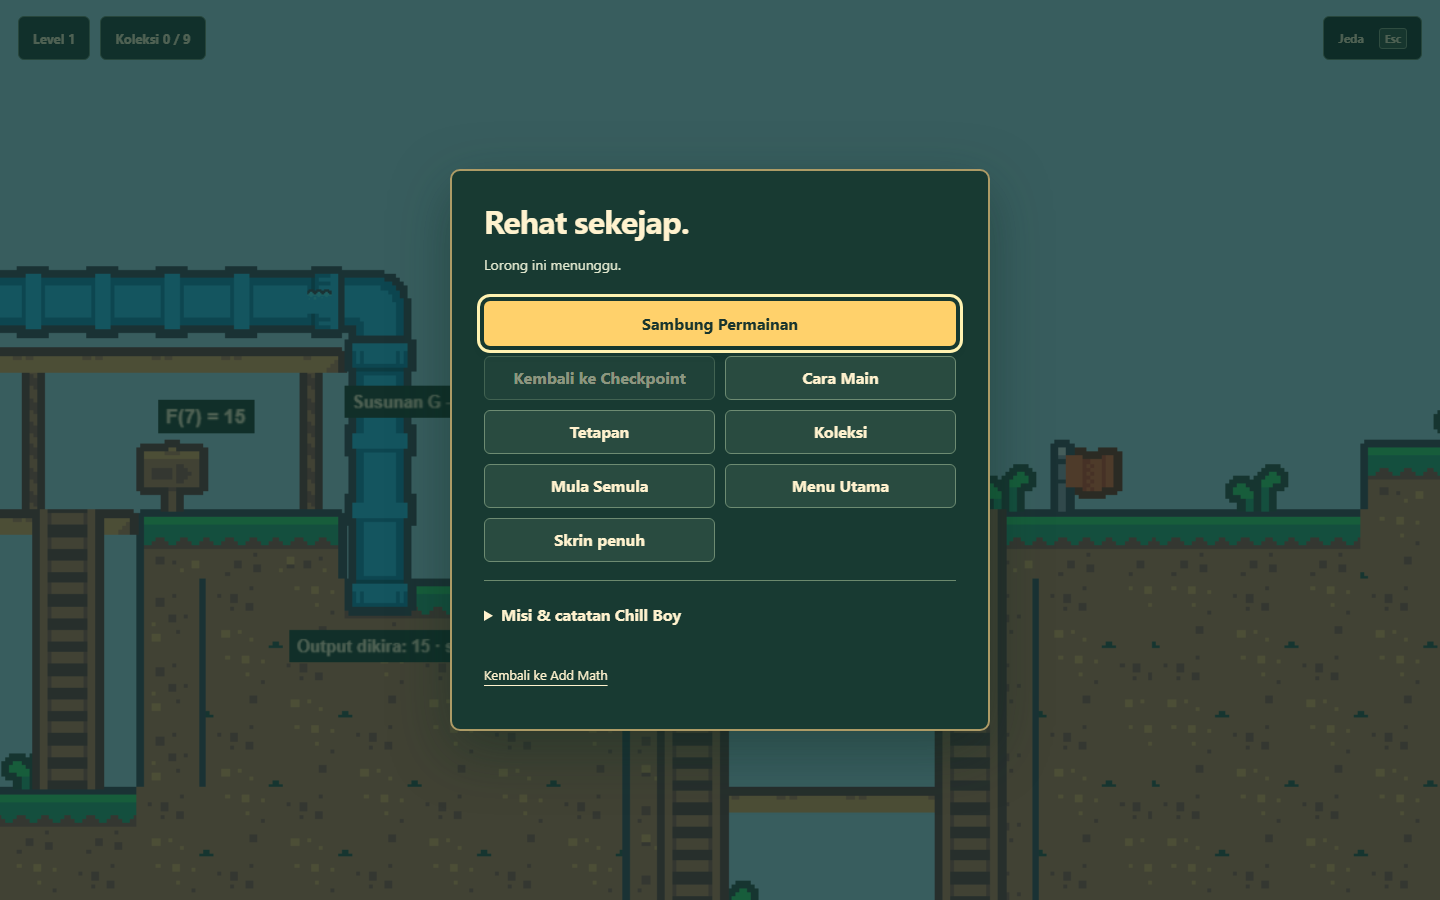 Level 1
Koleksi 0 / 9
Jeda Esc
Rehat sekejap.
Lorong ini menunggu.
Sambung Permainan
Kembali ke Checkpoint
Cara Main
Tetapan
Koleksi
Mula Semula
Menu Utama
Skrin penuh
Misi & catatan Chill Boy
Kembali ke Add Math
F(7) = 15
Susunan G
Output dikira: 15 ·